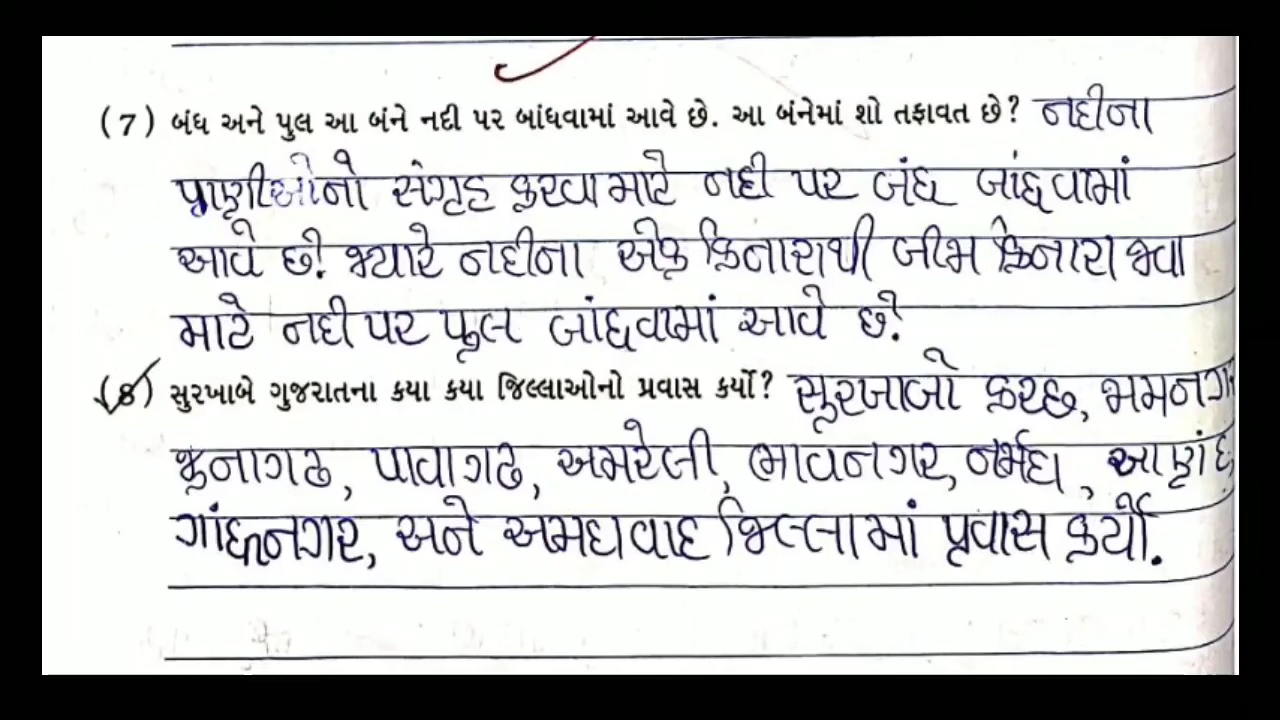 (7) બંધ અને પુલ આ બંને નદી પર બાંધવામાં આવે છે. આ બંનેમાં શો તફાવત છે? નદીના
પ્રાણીઓનો સંગ્રહ કરવા માટે નદી પર બંધ બાંધવામાં
આવે છે. જ્યારે નદીના એક કિનારાથી બીજા કિનારા જવા
માટે નદી પર ફુલ બાંધવામાં આવે છે.
(8) સુરખાબે ગુજરાતના કયા કયા જિલ્લાઓનો પ્રવાસ કર્યો? સૂરખાબો કચ્છ, જામનગર
જુનાગઢ, પાવાગઢ, અમરેલી, ભાવનગર, નર્મદા, આણંદ,
ગાંધીનગર, અને અમદાવાદ જિલ્લામાં પ્રવાસ કર્યો.